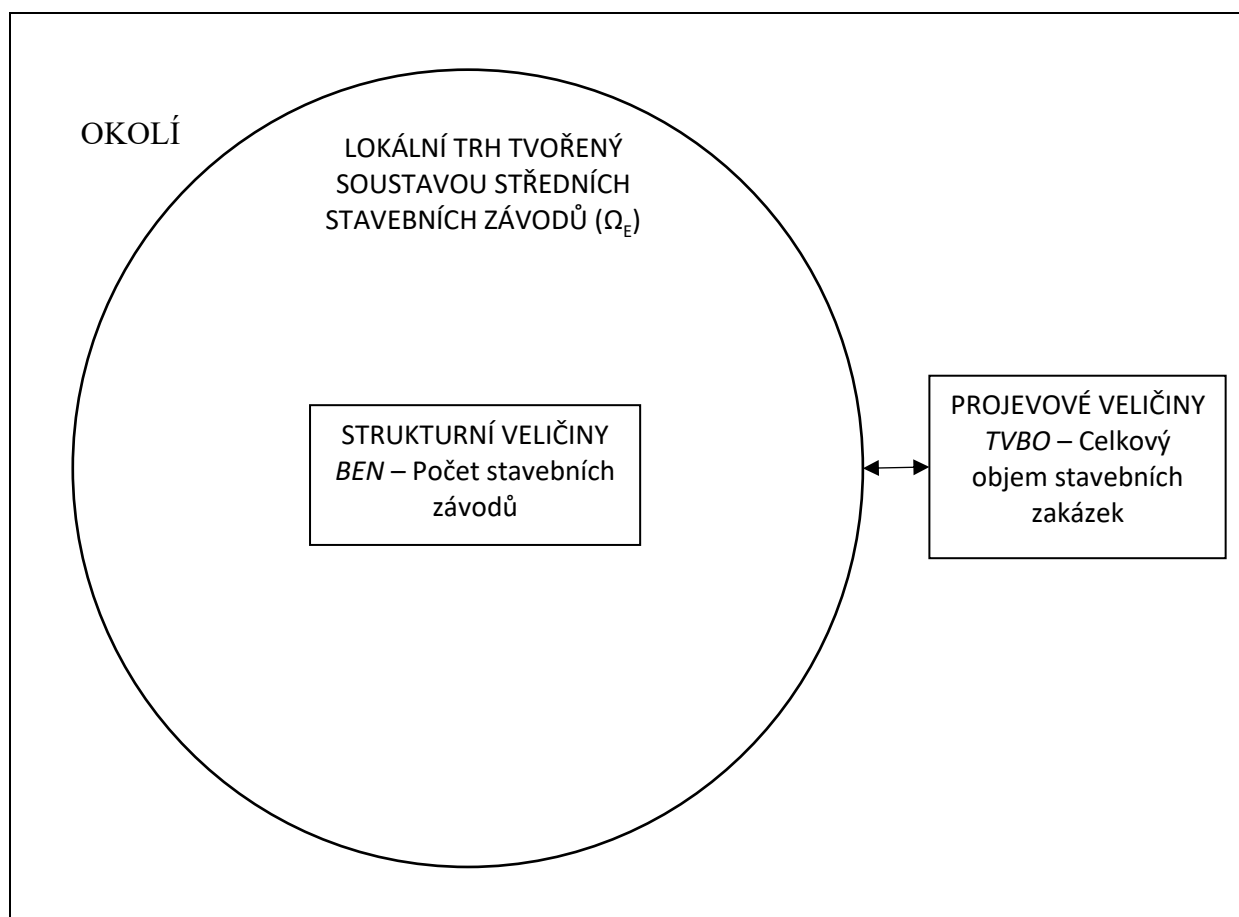 OKOLÍ
LOKÁLNÍ TRH TVOŘENÝ
SOUSTAVOU STŘEDNÍCH
STAVEBNÍCH ZÁVODŮ (Ω_E)
STRUKTURNÍ VELIČINY
BEN – Počet stavebních
závodů
PROJEVOVÉ VELIČINY
TVBO – Celkový
objem stavebních
zakázek